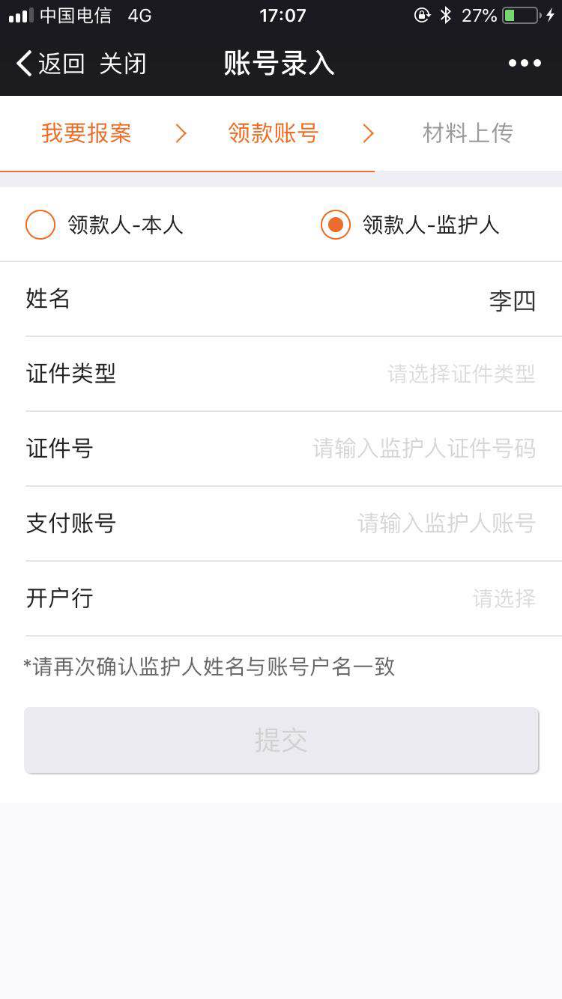 中国电信 4G 17:07 27%
返回 关闭 账号录入
我要报案 领款账号 材料上传
领款人-本人 领款人-监护人
姓名 李四
证件类型 请选择证件类型
证件号 请输入监护人证件号码
支付账号 请输入监护人账号
开户行 请选择
*请再次确认监护人姓名与账号户名一致
提交